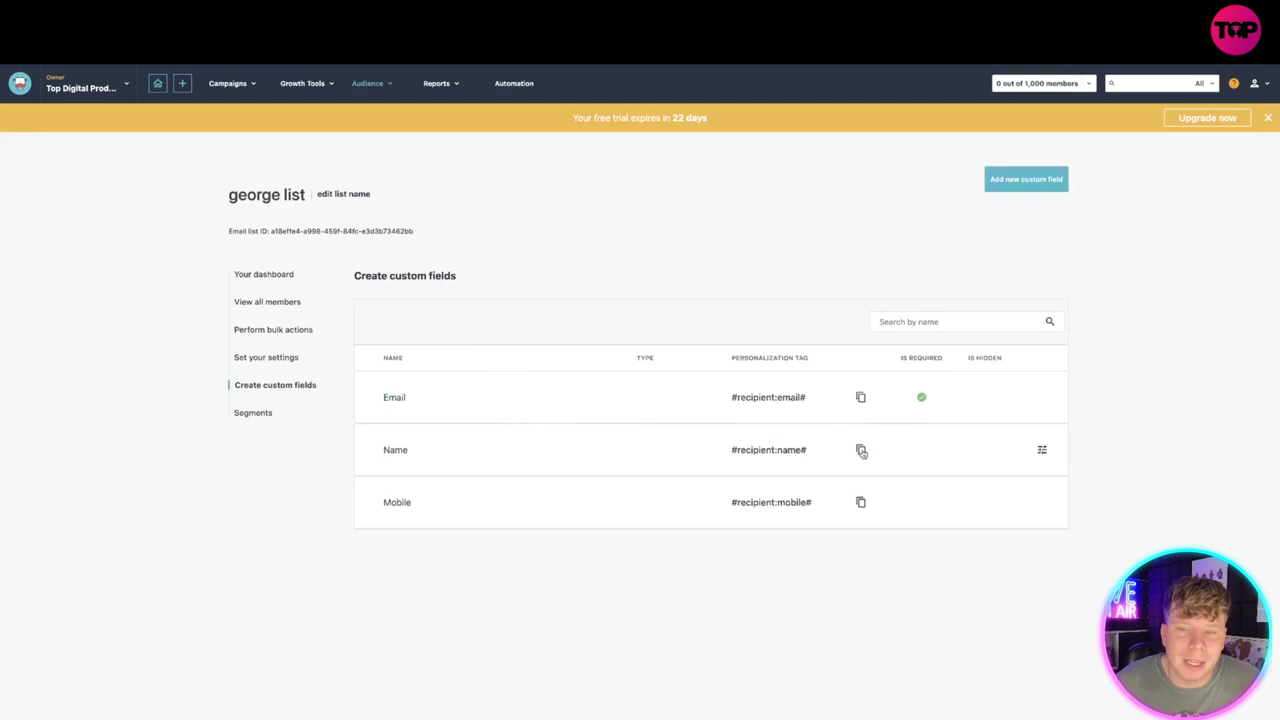 TOP
Owner
Top Digital Prod...
Campaigns
Growth Tools
Audience
Reports
Automation
0 out of 1,000 members
All
?
Your free trial expires in 22 days
Upgrade now
george list
edit list name
Add new custom field
Email list ID: a18effe4-a998-459f-84fc-e3d3b73462bb
Your dashboard
View all members
Perform bulk actions
Set your settings
Create custom fields
Segments
Create custom fields
Search by name
NAME TYPE PERSONALIZATION TAG IS REQUIRED IS HIDDEN
Email #recipient:email#
Name #recipient:name#
Mobile #recipient:mobile#
VE
AIR